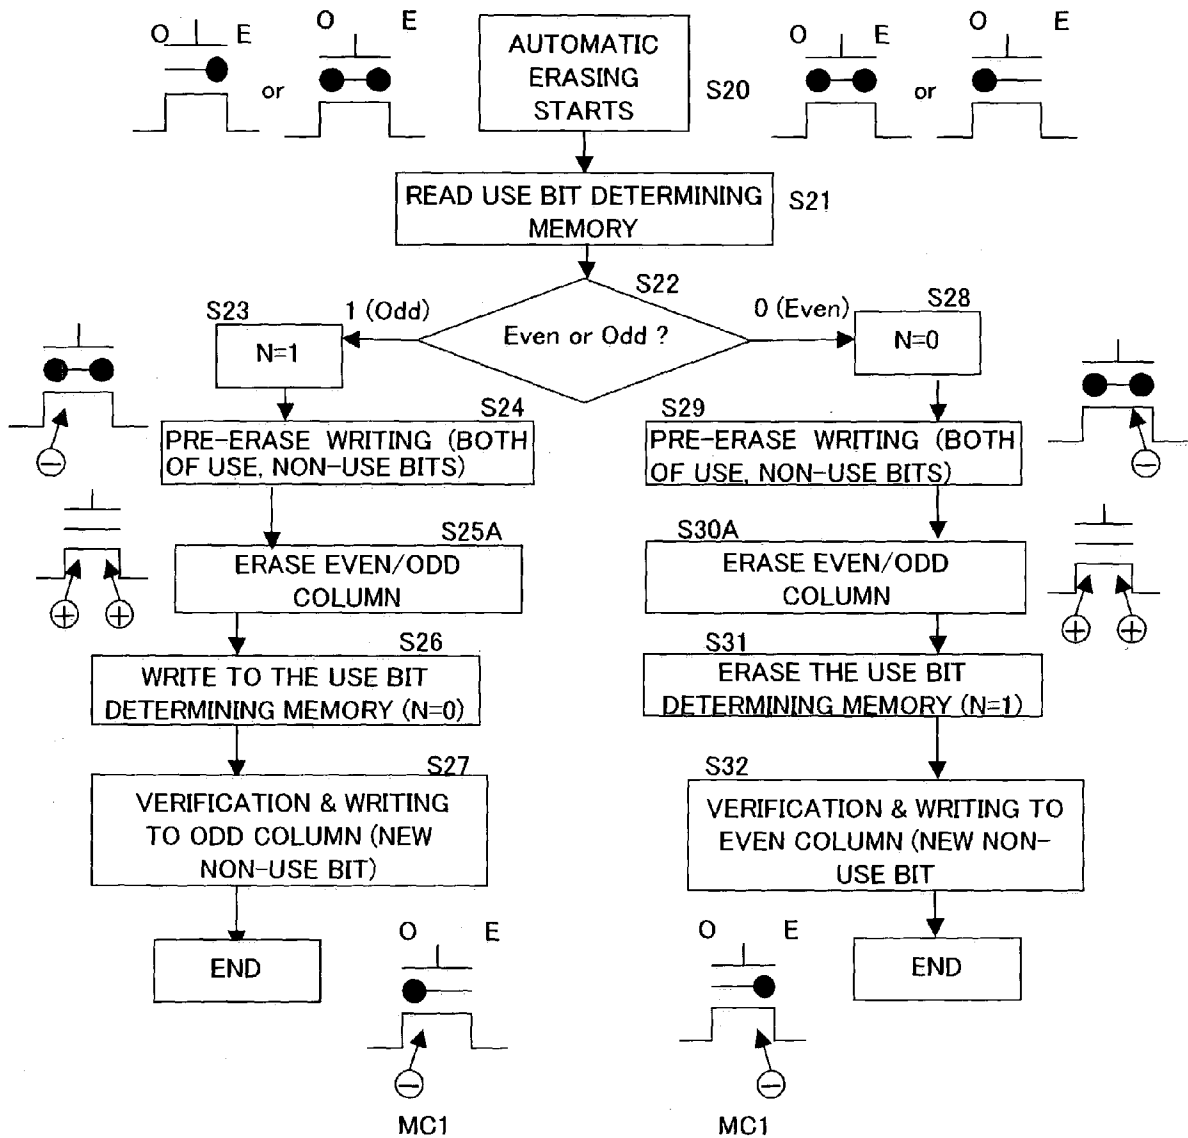 O E
or
O E
AUTOMATIC
ERASING
STARTS
S20
O E
or
O E
READ USE BIT DETERMINING
MEMORY
S21
S22
Even or Odd ?
1 (Odd)
0 (Even)
S23
N=1
S28
N=0
−
S24
PRE-ERASE WRITING (BOTH
OF USE, NON-USE BITS)
S29
PRE-ERASE WRITING (BOTH
OF USE, NON-USE BITS)
−
+ +
S25A
ERASE EVEN/ODD
COLUMN
S30A
ERASE EVEN/ODD
COLUMN
+ +
S26
WRITE TO THE USE BIT
DETERMINING MEMORY (N=0)
S31
ERASE THE USE BIT
DETERMINING MEMORY (N=1)
S27
VERIFICATION & WRITING
TO ODD COLUMN (NEW
NON-USE BIT)
S32
VERIFICATION & WRITING TO
EVEN COLUMN (NEW NON-
USE BIT
END
O E
−
MC1
O E
−
MC1
END